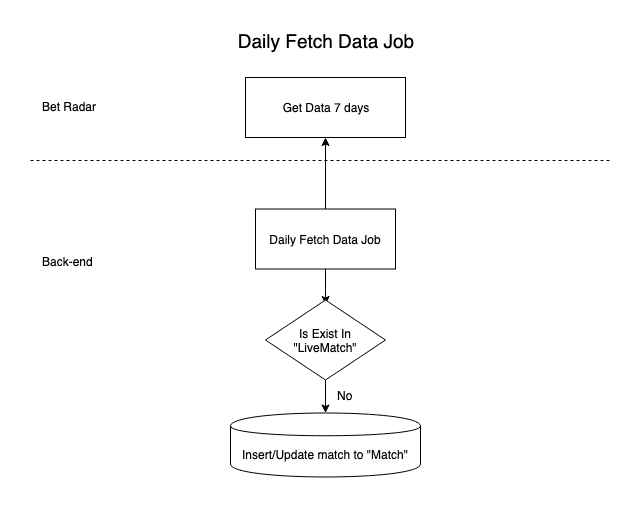 Daily Fetch Data Job
Bet Radar
Get Data 7 days
Daily Fetch Data Job
Back-end
Is Exist In
"LiveMatch"
No
Insert/Update match to "Match"